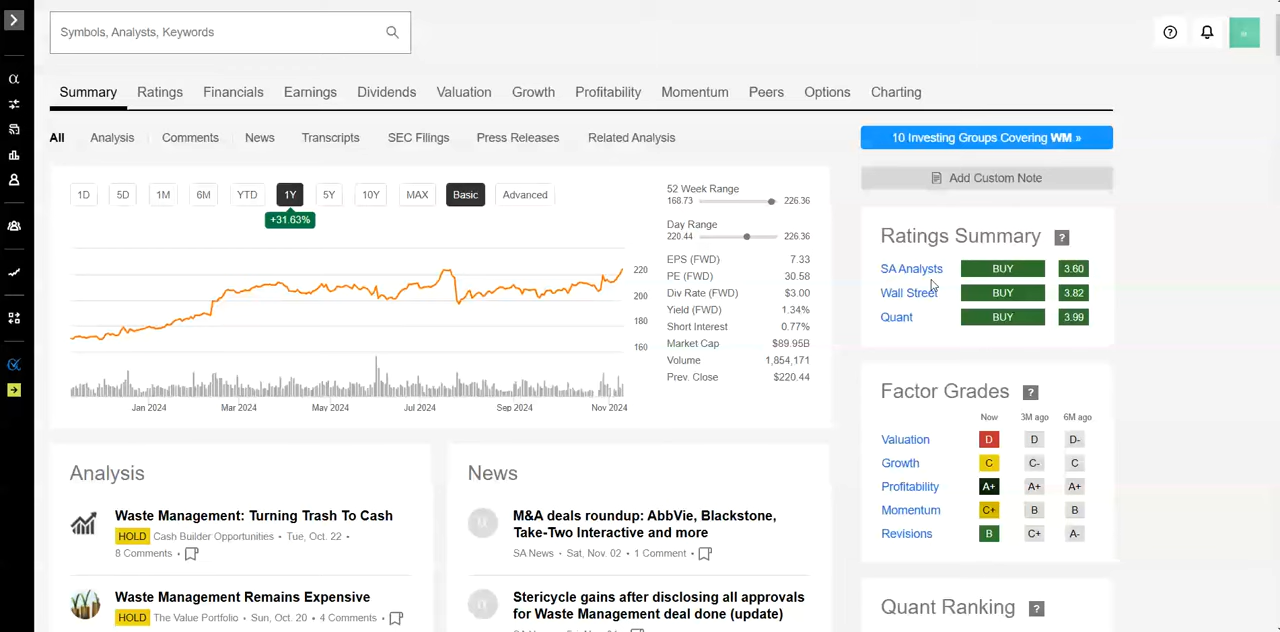 Symbols, Analysts, Keywords
Summary Ratings Financials Earnings Dividends Valuation Growth Profitability Momentum Peers Options Charting
All Analysis Comments News Transcripts SEC Filings Press Releases Related Analysis
10 Investing Groups Covering WM »
Add Custom Note
1D 5D 1M 6M YTD 1Y 5Y 10Y MAX Basic Advanced
+31.63%
220
200
180
160
Jan 2024 Mar 2024 May 2024 Jul 2024 Sep 2024 Nov 2024
52 Week Range
168.73 226.36
Day Range
220.44 226.36
EPS (FWD) 7.33
PE (FWD) 30.58
Div Rate (FWD) $3.00
Yield (FWD) 1.34%
Short Interest 0.77%
Market Cap $89.95B
Volume 1,854,171
Prev. Close $220.44
Ratings Summary ?
SA Analysts BUY 3.60
Wall Street BUY 3.82
Quant BUY 3.99
Factor Grades ?
Now 3M ago 6M ago
Valuation D D D-
Growth C C- C
Profitability A+ A+ A+
Momentum C+ B B
Revisions B C+ A-
Quant Ranking ?
Analysis
Waste Management: Turning Trash To Cash
HOLD Cash Builder Opportunities • Tue, Oct. 22 •
8 Comments •
Waste Management Remains Expensive
HOLD The Value Portfolio • Sun, Oct. 20 • 4 Comments •
News
M&A deals roundup: AbbVie, Blackstone,
Take-Two Interactive and more
SA News • Sat, Nov. 02 • 1 Comment •
Stericycle gains after disclosing all approvals
for Waste Management deal done (update)